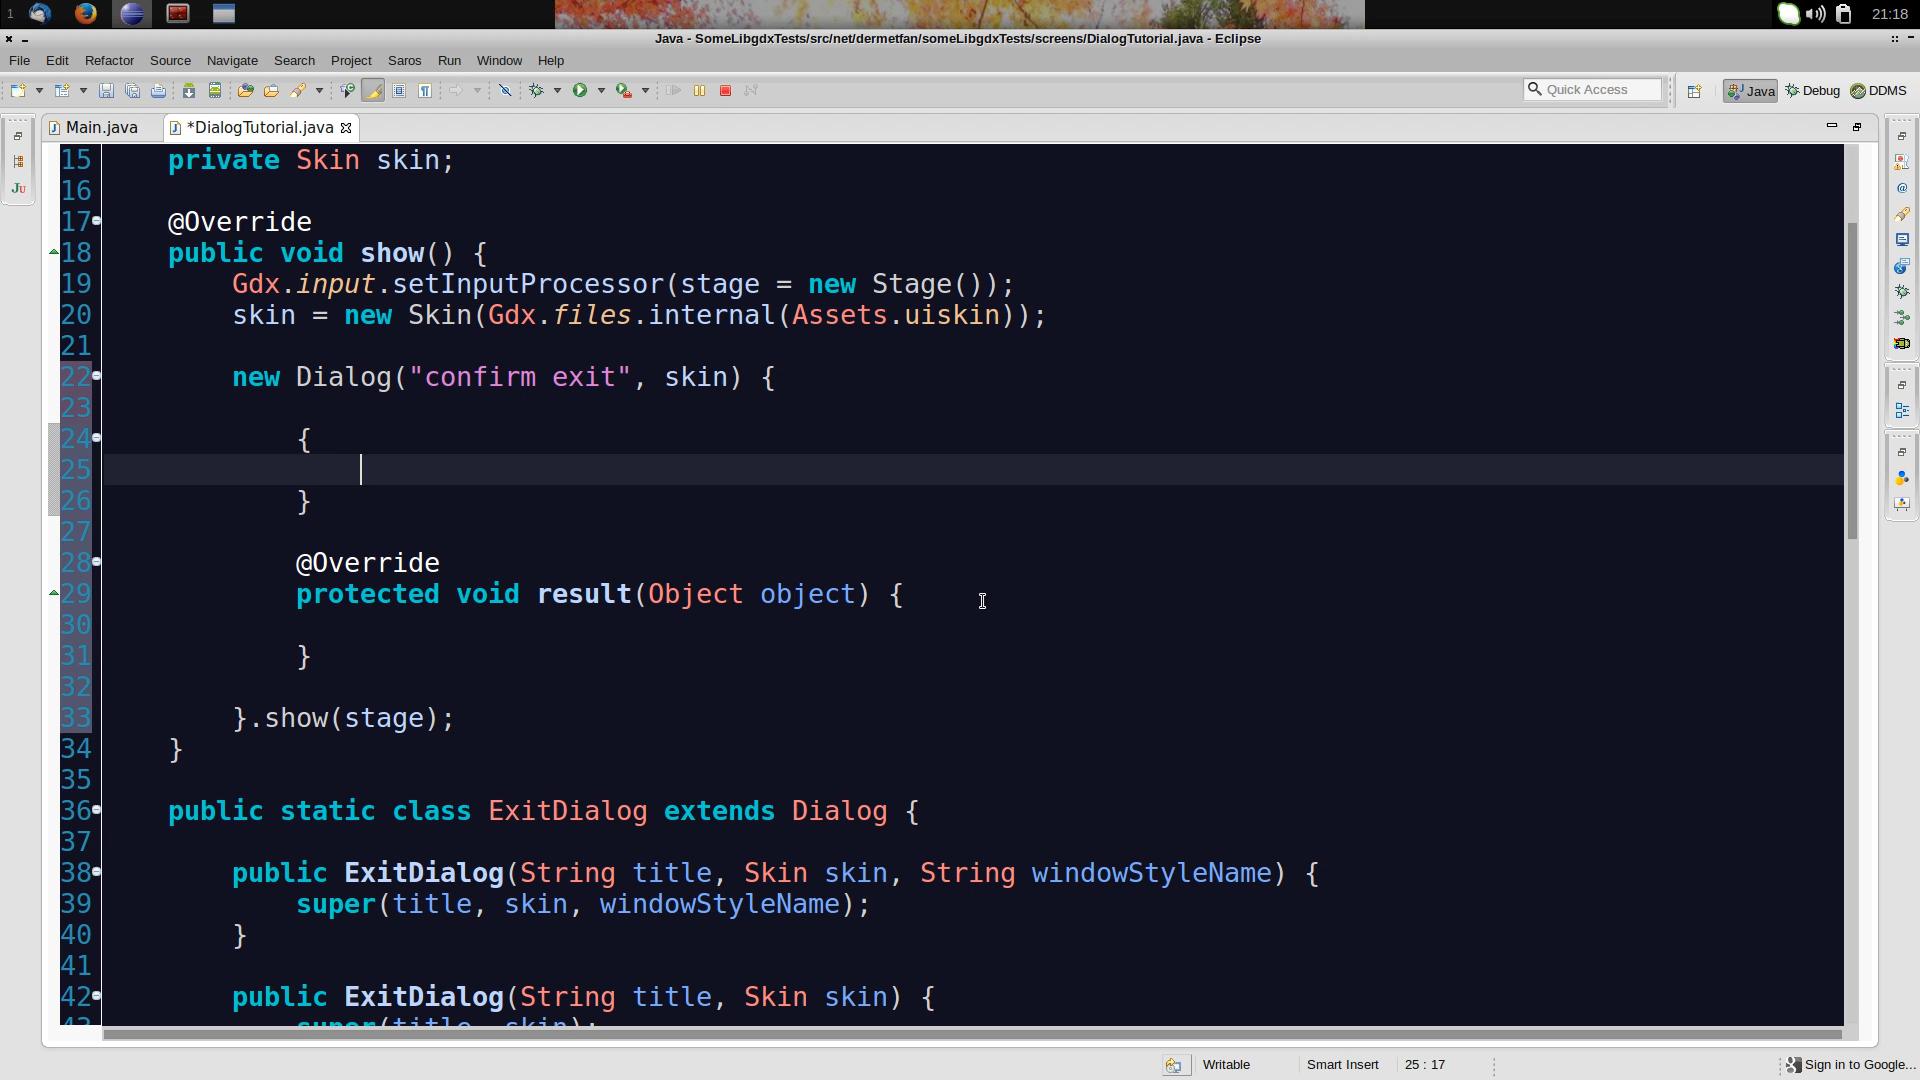 1
21:18
Java - SomeLibgdxTests/src/net/dermetfan/someLibgdxTests/screens/DialogTutorial.java - Eclipse
File Edit Refactor Source Navigate Search Project Saros Run Window Help
Quick Access
Java Debug DDMS
Main.java *DialogTutorial.java
JU
@
15 private Skin skin;
16
17 @Override
18 public void show() {
19 Gdx.input.setInputProcessor(stage = new Stage());
20 skin = new Skin(Gdx.files.internal(Assets.uiskin));
21
22 new Dialog("confirm exit", skin) {
23
24 {
25
26 }
27
28 @Override
29 protected void result(Object object) {
30
31 }
32
33 }.show(stage);
34 }
35
36 public static class ExitDialog extends Dialog {
37
38 public ExitDialog(String title, Skin skin, String windowStyleName) {
39 super(title, skin, windowStyleName);
40 }
41
42 public ExitDialog(String title, Skin skin) {
43 super(title, skin);
Writable Smart Insert 25 : 17 Sign in to Google...